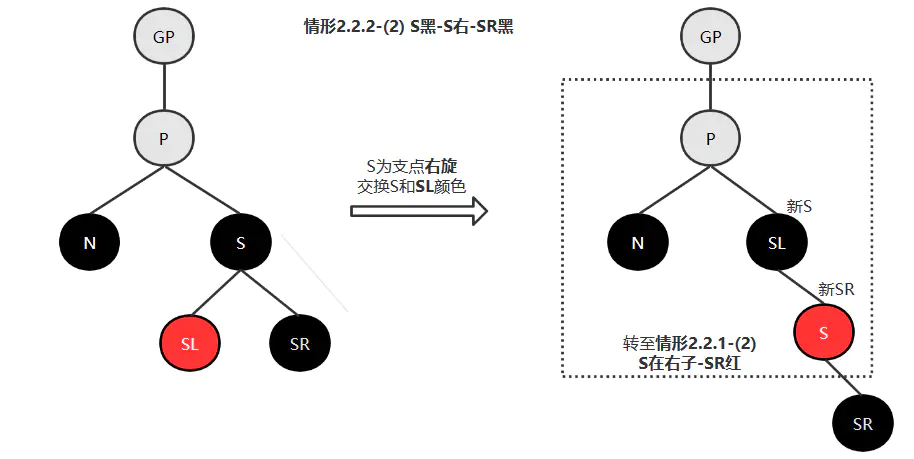 情形2.2.2-(2) S黑-S右-SR黑
GP
P
N
S
SL
SR
S为支点右旋
交换S和SL颜色
GP
P
新S
N
SL
新SR
S
转至情形2.2.1-(2)
S在右子-SR红
SR